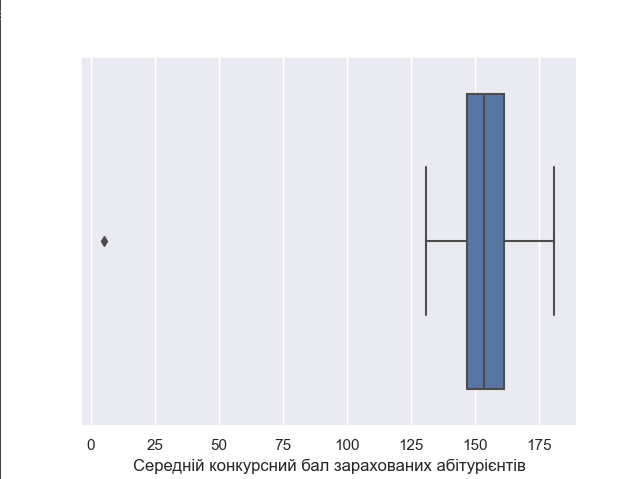 0 25 50 75 100 125 150 175
Середній конкурсний бал зарахованих абітурієнтів